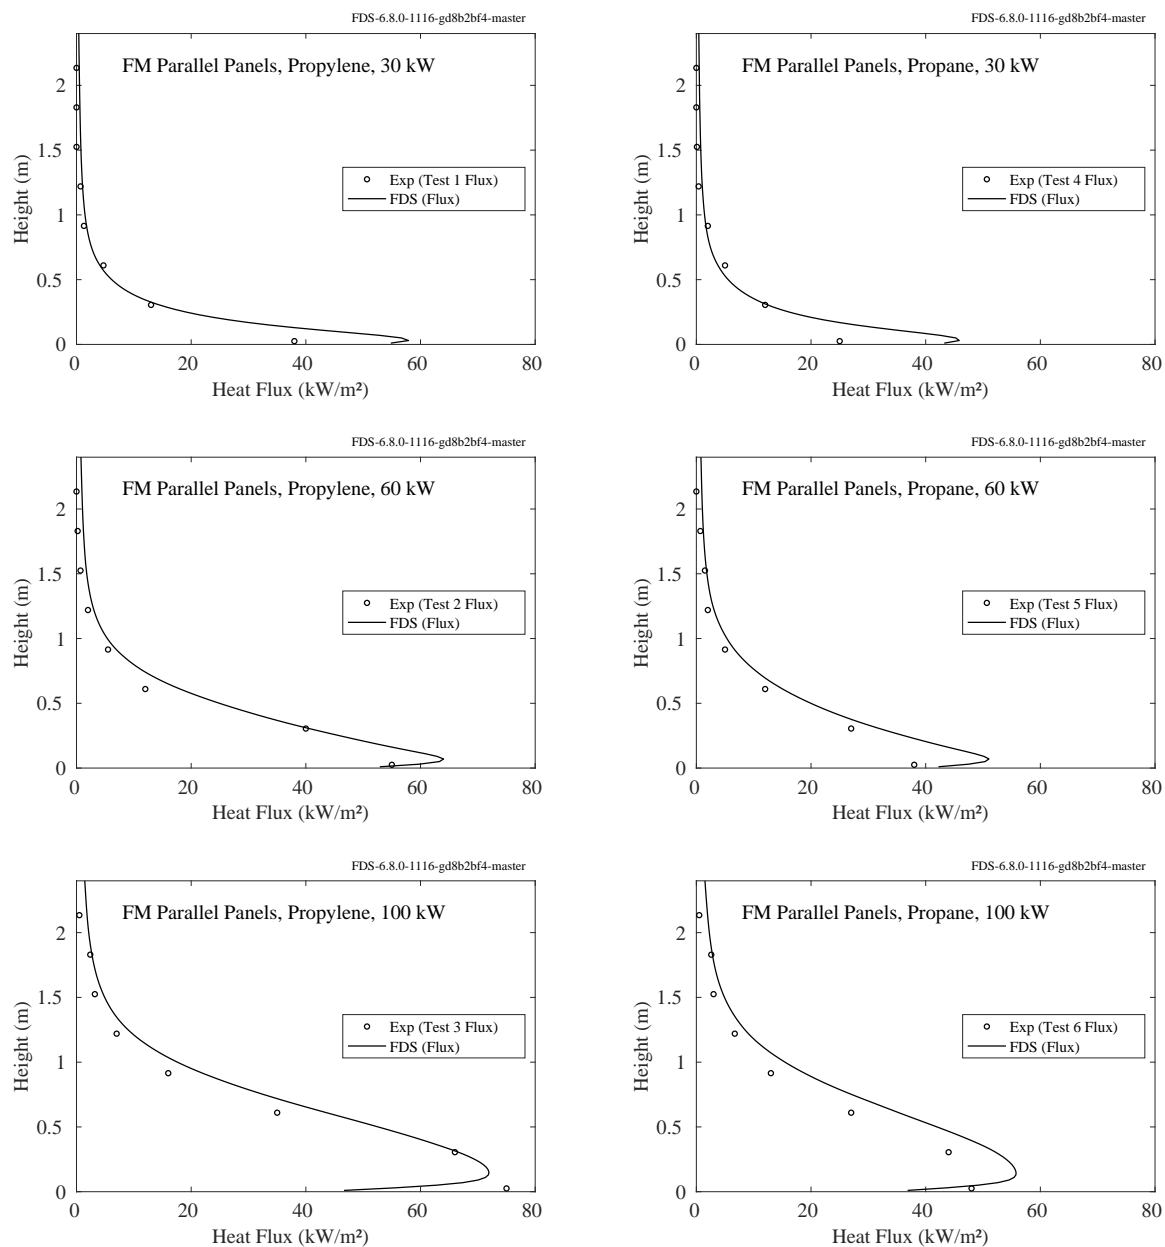 FDS-6.8.0-1116-gd8b2bf4-master
FM Parallel Panels, Propylene, 30 kW
Exp (Test 1 Flux)
FDS (Flux)
Height (m)
2
1.5
1
0.5
0
0 20 40 60 80
Heat Flux (kW/m²)
FDS-6.8.0-1116-gd8b2bf4-master
FM Parallel Panels, Propane, 30 kW
Exp (Test 4 Flux)
FDS (Flux)
Height (m)
2
1.5
1
0.5
0
0 20 40 60 80
Heat Flux (kW/m²)
FDS-6.8.0-1116-gd8b2bf4-master
FM Parallel Panels, Propylene, 60 kW
Exp (Test 2 Flux)
FDS (Flux)
Height (m)
2
1.5
1
0.5
0
0 20 40 60 80
Heat Flux (kW/m²)
FDS-6.8.0-1116-gd8b2bf4-master
FM Parallel Panels, Propane, 60 kW
Exp (Test 5 Flux)
FDS (Flux)
Height (m)
2
1.5
1
0.5
0
0 20 40 60 80
Heat Flux (kW/m²)
FDS-6.8.0-1116-gd8b2bf4-master
FM Parallel Panels, Propylene, 100 kW
Exp (Test 3 Flux)
FDS (Flux)
Height (m)
2
1.5
1
0.5
0
0 20 40 60 80
Heat Flux (kW/m²)
FDS-6.8.0-1116-gd8b2bf4-master
FM Parallel Panels, Propane, 100 kW
Exp (Test 6 Flux)
FDS (Flux)
Height (m)
2
1.5
1
0.5
0
0 20 40 60 80
Heat Flux (kW/m²)